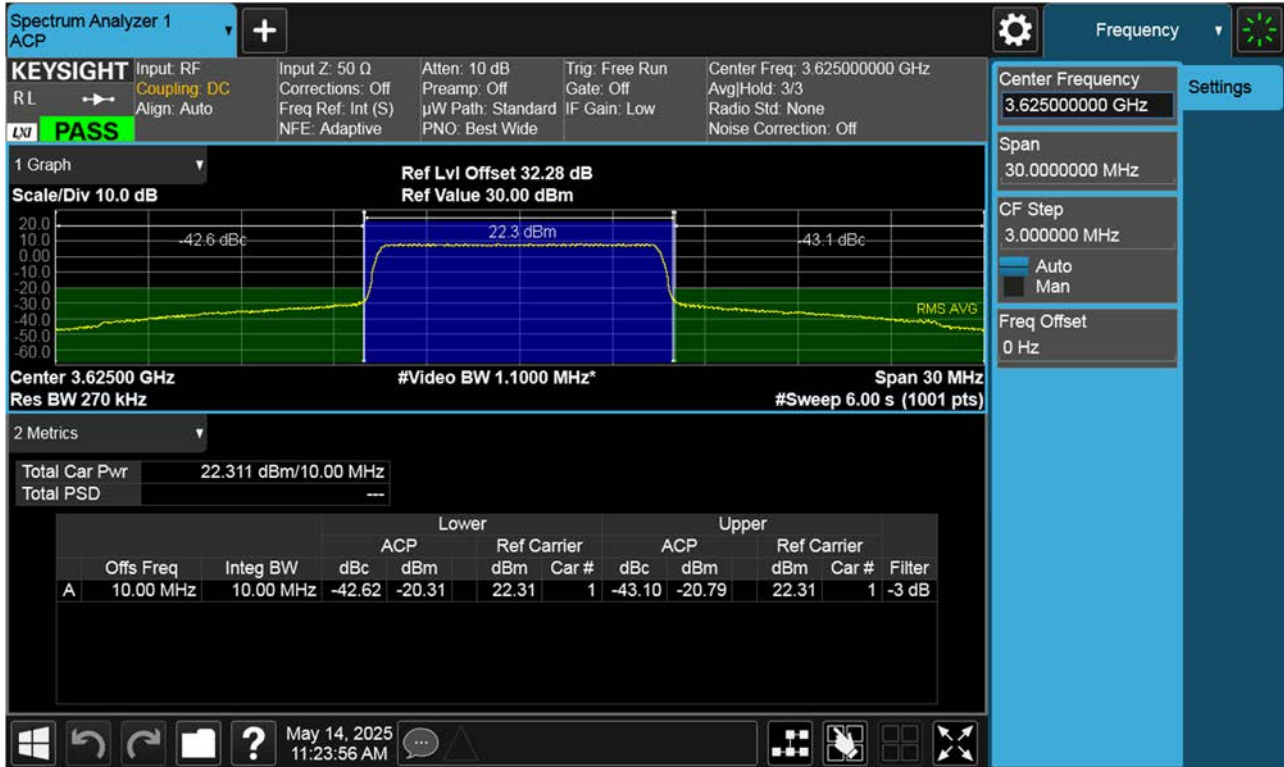 Spectrum Analyzer 1
ACP
Frequency
KEYSIGHT
RL
LXI PASS
Input: RF
Coupling: DC
Align: Auto
Input Z: 50 Ω
Corrections: Off
Freq Ref: Int (S)
NFE: Adaptive
Atten: 10 dB
Preamp: Off
µW Path: Standard
PNO: Best Wide
Trig: Free Run
Gate: Off
IF Gain: Low
Center Freq: 3.625000000 GHz
Avg|Hold: 3/3
Radio Std: None
Noise Correction: Off
Center Frequency
3.625000000 GHz
Settings
Span
30.0000000 MHz
CF Step
3.000000 MHz
Auto
Man
Freq Offset
0 Hz
1 Graph
Scale/Div 10.0 dB
Ref Lvl Offset 32.28 dB
Ref Value 30.00 dBm
20.0
10.0
0.00
-10.0
-20.0
-30.0
-40.0
-50.0
-60.0
-42.6 dBc
22.3 dBm
-43.1 dBc
RMS AVG
Center 3.62500 GHz
#Video BW 1.1000 MHz*
Span 30 MHz
Res BW 270 kHz
#Sweep 6.00 s (1001 pts)
2 Metrics
Total Car Pwr 22.311 dBm/10.00 MHz
Total PSD ---
Lower Upper
ACP Ref Carrier ACP Ref Carrier
Offs Freq Integ BW dBc dBm dBm Car # dBc dBm dBm Car # Filter
A 10.00 MHz 10.00 MHz -42.62 -20.31 22.31 1 -43.10 -20.79 22.31 1 -3 dB
?
May 14, 2025
11:23:56 AM